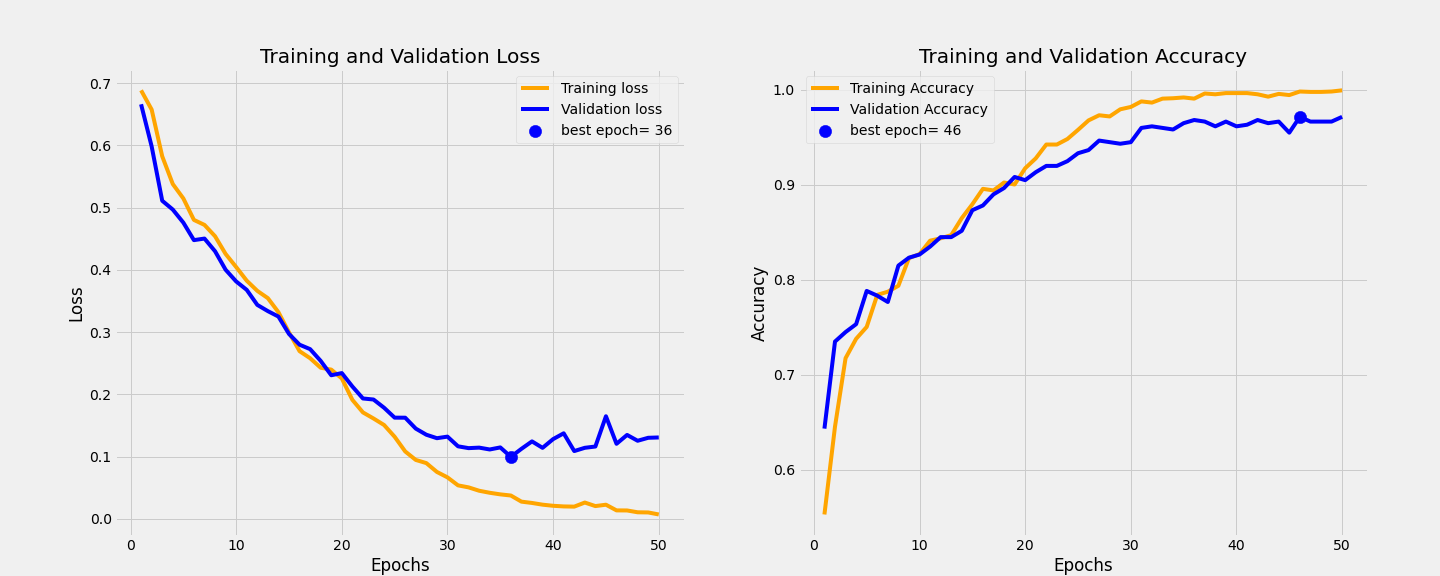 Training and Validation Loss
Training loss
Validation loss
best epoch= 36
0.7
0.6
0.5
0.4
0.3
0.2
0.1
0.0
Loss
0
10
20
30
40
50
Epochs
Training and Validation Accuracy
Training Accuracy
Validation Accuracy
best epoch= 46
1.0
0.9
0.8
0.7
0.6
Accuracy
0
10
20
30
40
50
Epochs